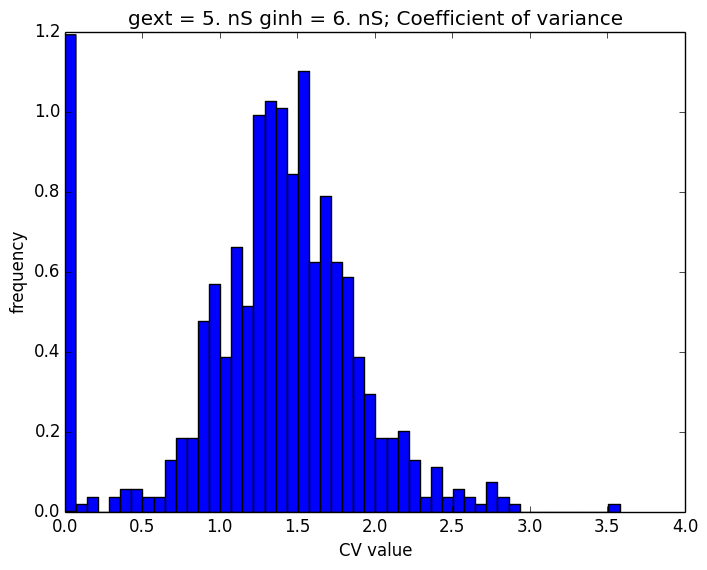 gext = 5. nS ginh = 6. nS; Coefficient of variance
1.2
1.0
0.8
0.6
0.4
0.2
0.0
frequency
0.0 0.5 1.0 1.5 2.0 2.5 3.0 3.5 4.0
CV value